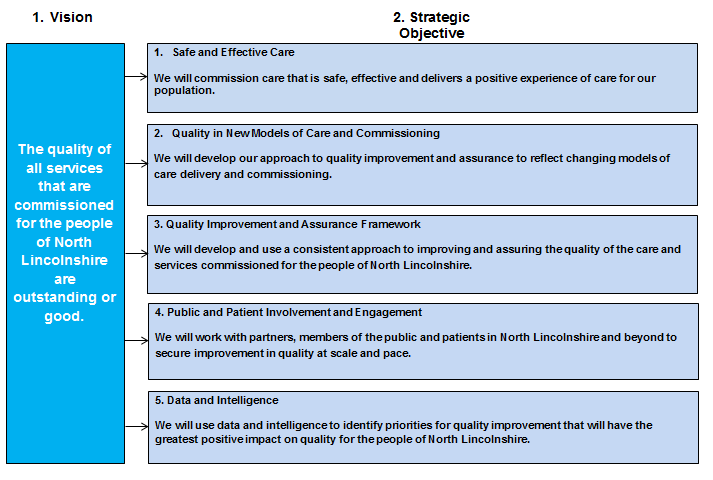 1. Vision
2. Strategic
Objective
The quality of
all services
that are
commissioned
for the people
of North
Lincolnshire
are
outstanding or
good.
1. Safe and Effective Care
We will commission care that is safe, effective and delivers a positive experience of care for our
population.
2. Quality in New Models of Care and Commissioning
We will develop our approach to quality improvement and assurance to reflect changing models of
care delivery and commissioning.
3. Quality Improvement and Assurance Framework
We will develop and use a consistent approach to improving and assuring the quality of the care and
services commissioned for the people of North Lincolnshire.
4. Public and Patient Involvement and Engagement
We will work with partners, members of the public and patients in North Lincolnshire and beyond to
secure improvement in quality at scale and pace.
5. Data and Intelligence
We will use data and intelligence to identify priorities for quality improvement that will have the
greatest positive impact on quality for the people of North Lincolnshire.